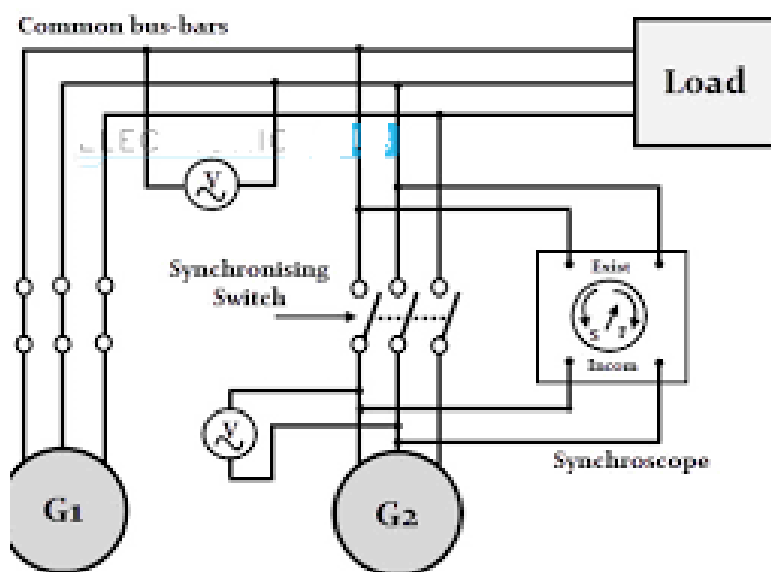 Common bus-bars
Load
V
Synchronising
Switch
Exist
S F
Incom
V
Synchroscope
G1
G2